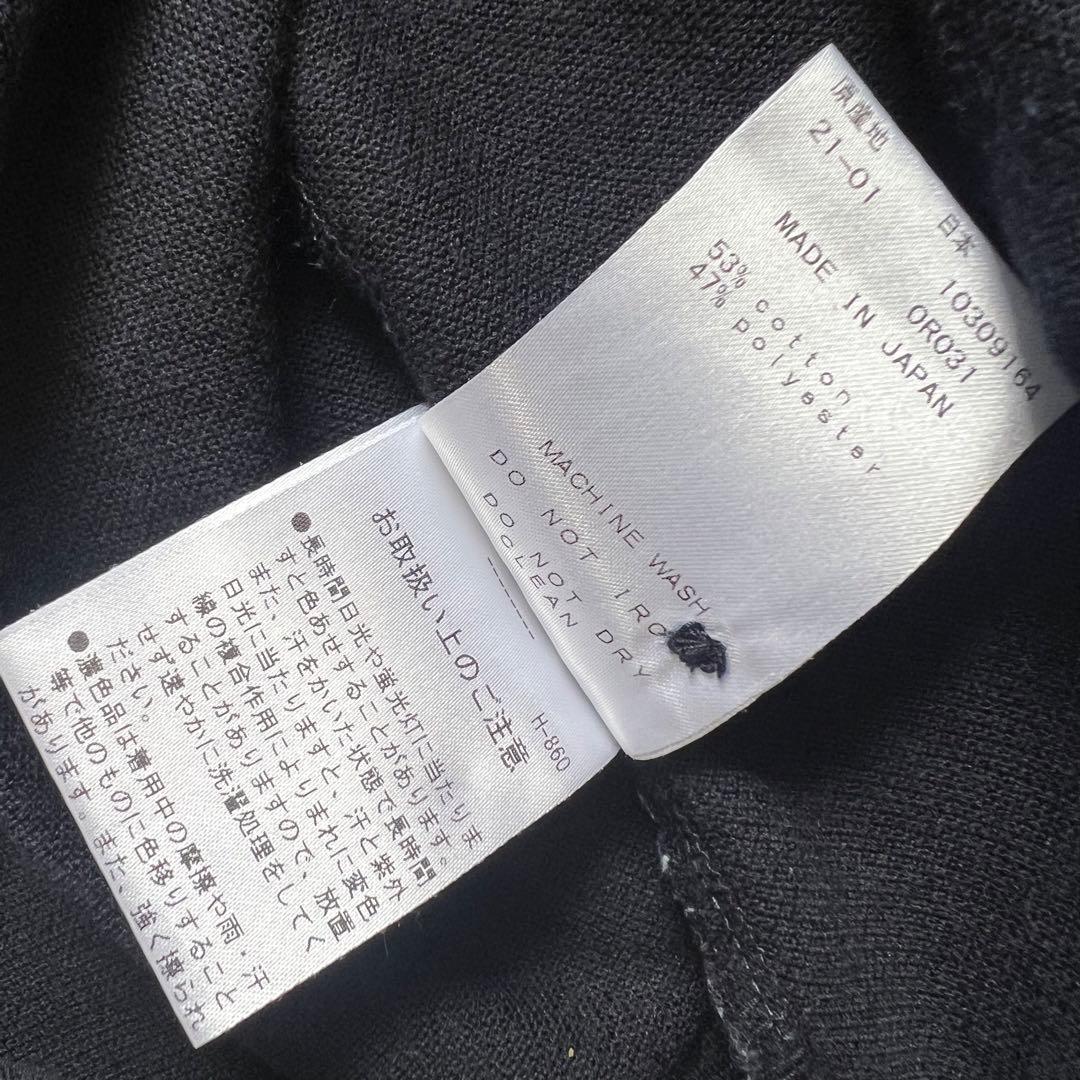 原産地 日本
21-01 10309164
0R031
MADE IN JAPAN
53% cotton
47% polyester
MACHINE WASH
DO NOT IRO
DO NOT
CLEAN DRY
H-860
お取扱い上のご注意
●長時間日光や蛍光灯に当たりま
すと色あせすることがあります。
また、汗をかいた状態で長時間
日光に当たりますと、汗と紫外
線の複合作用によりまれに変色
することがありますので、放置
せず速やかに洗濯処理をしてく
ださい。
●濃色品は着用中の摩擦や雨・汗
等で他のものに色移りすること
があります。また、強く擦られ